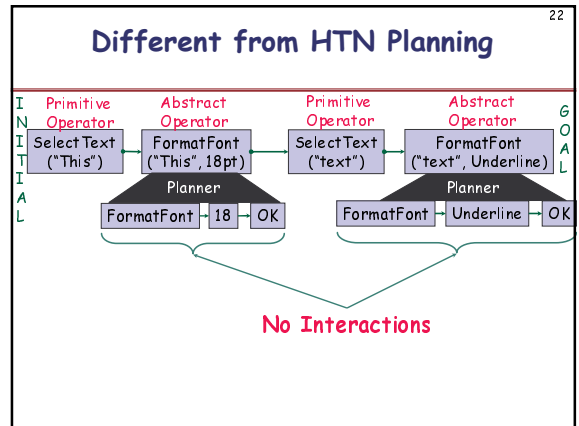 22
Different from HTN Planning
INITIAL
Primitive
Operator
SelectText
("This")
Abstract
Operator
FormatFont
("This", 18pt)
Primitive
Operator
SelectText
("text")
Abstract
Operator
FormatFont
("text", Underline)
GOAL
Planner
FormatFont
18
OK
Planner
FormatFont
Underline
OK
No Interactions